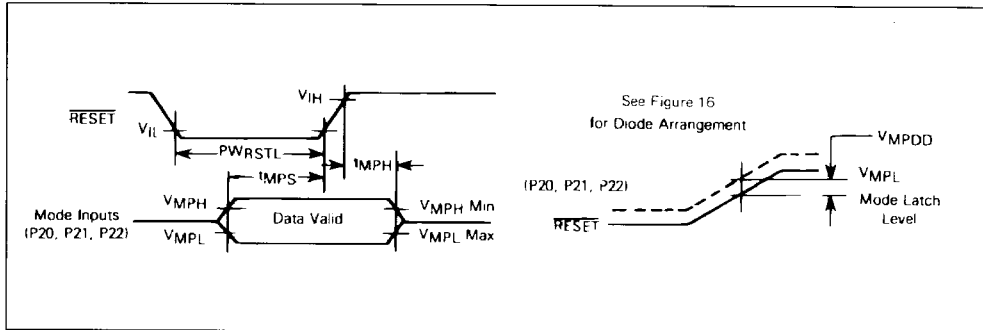 RESET
VIH
VIL
PWRSTL
tMPH
tMPS
Mode Inputs
(P20, P21, P22)
VMPH
VMPL
Data Valid
VMPH Min
VMPL Max
See Figure 16
for Diode Arrangement
VMPDD
(P20, P21, P22)
VMPL
Mode Latch
Level
RESET